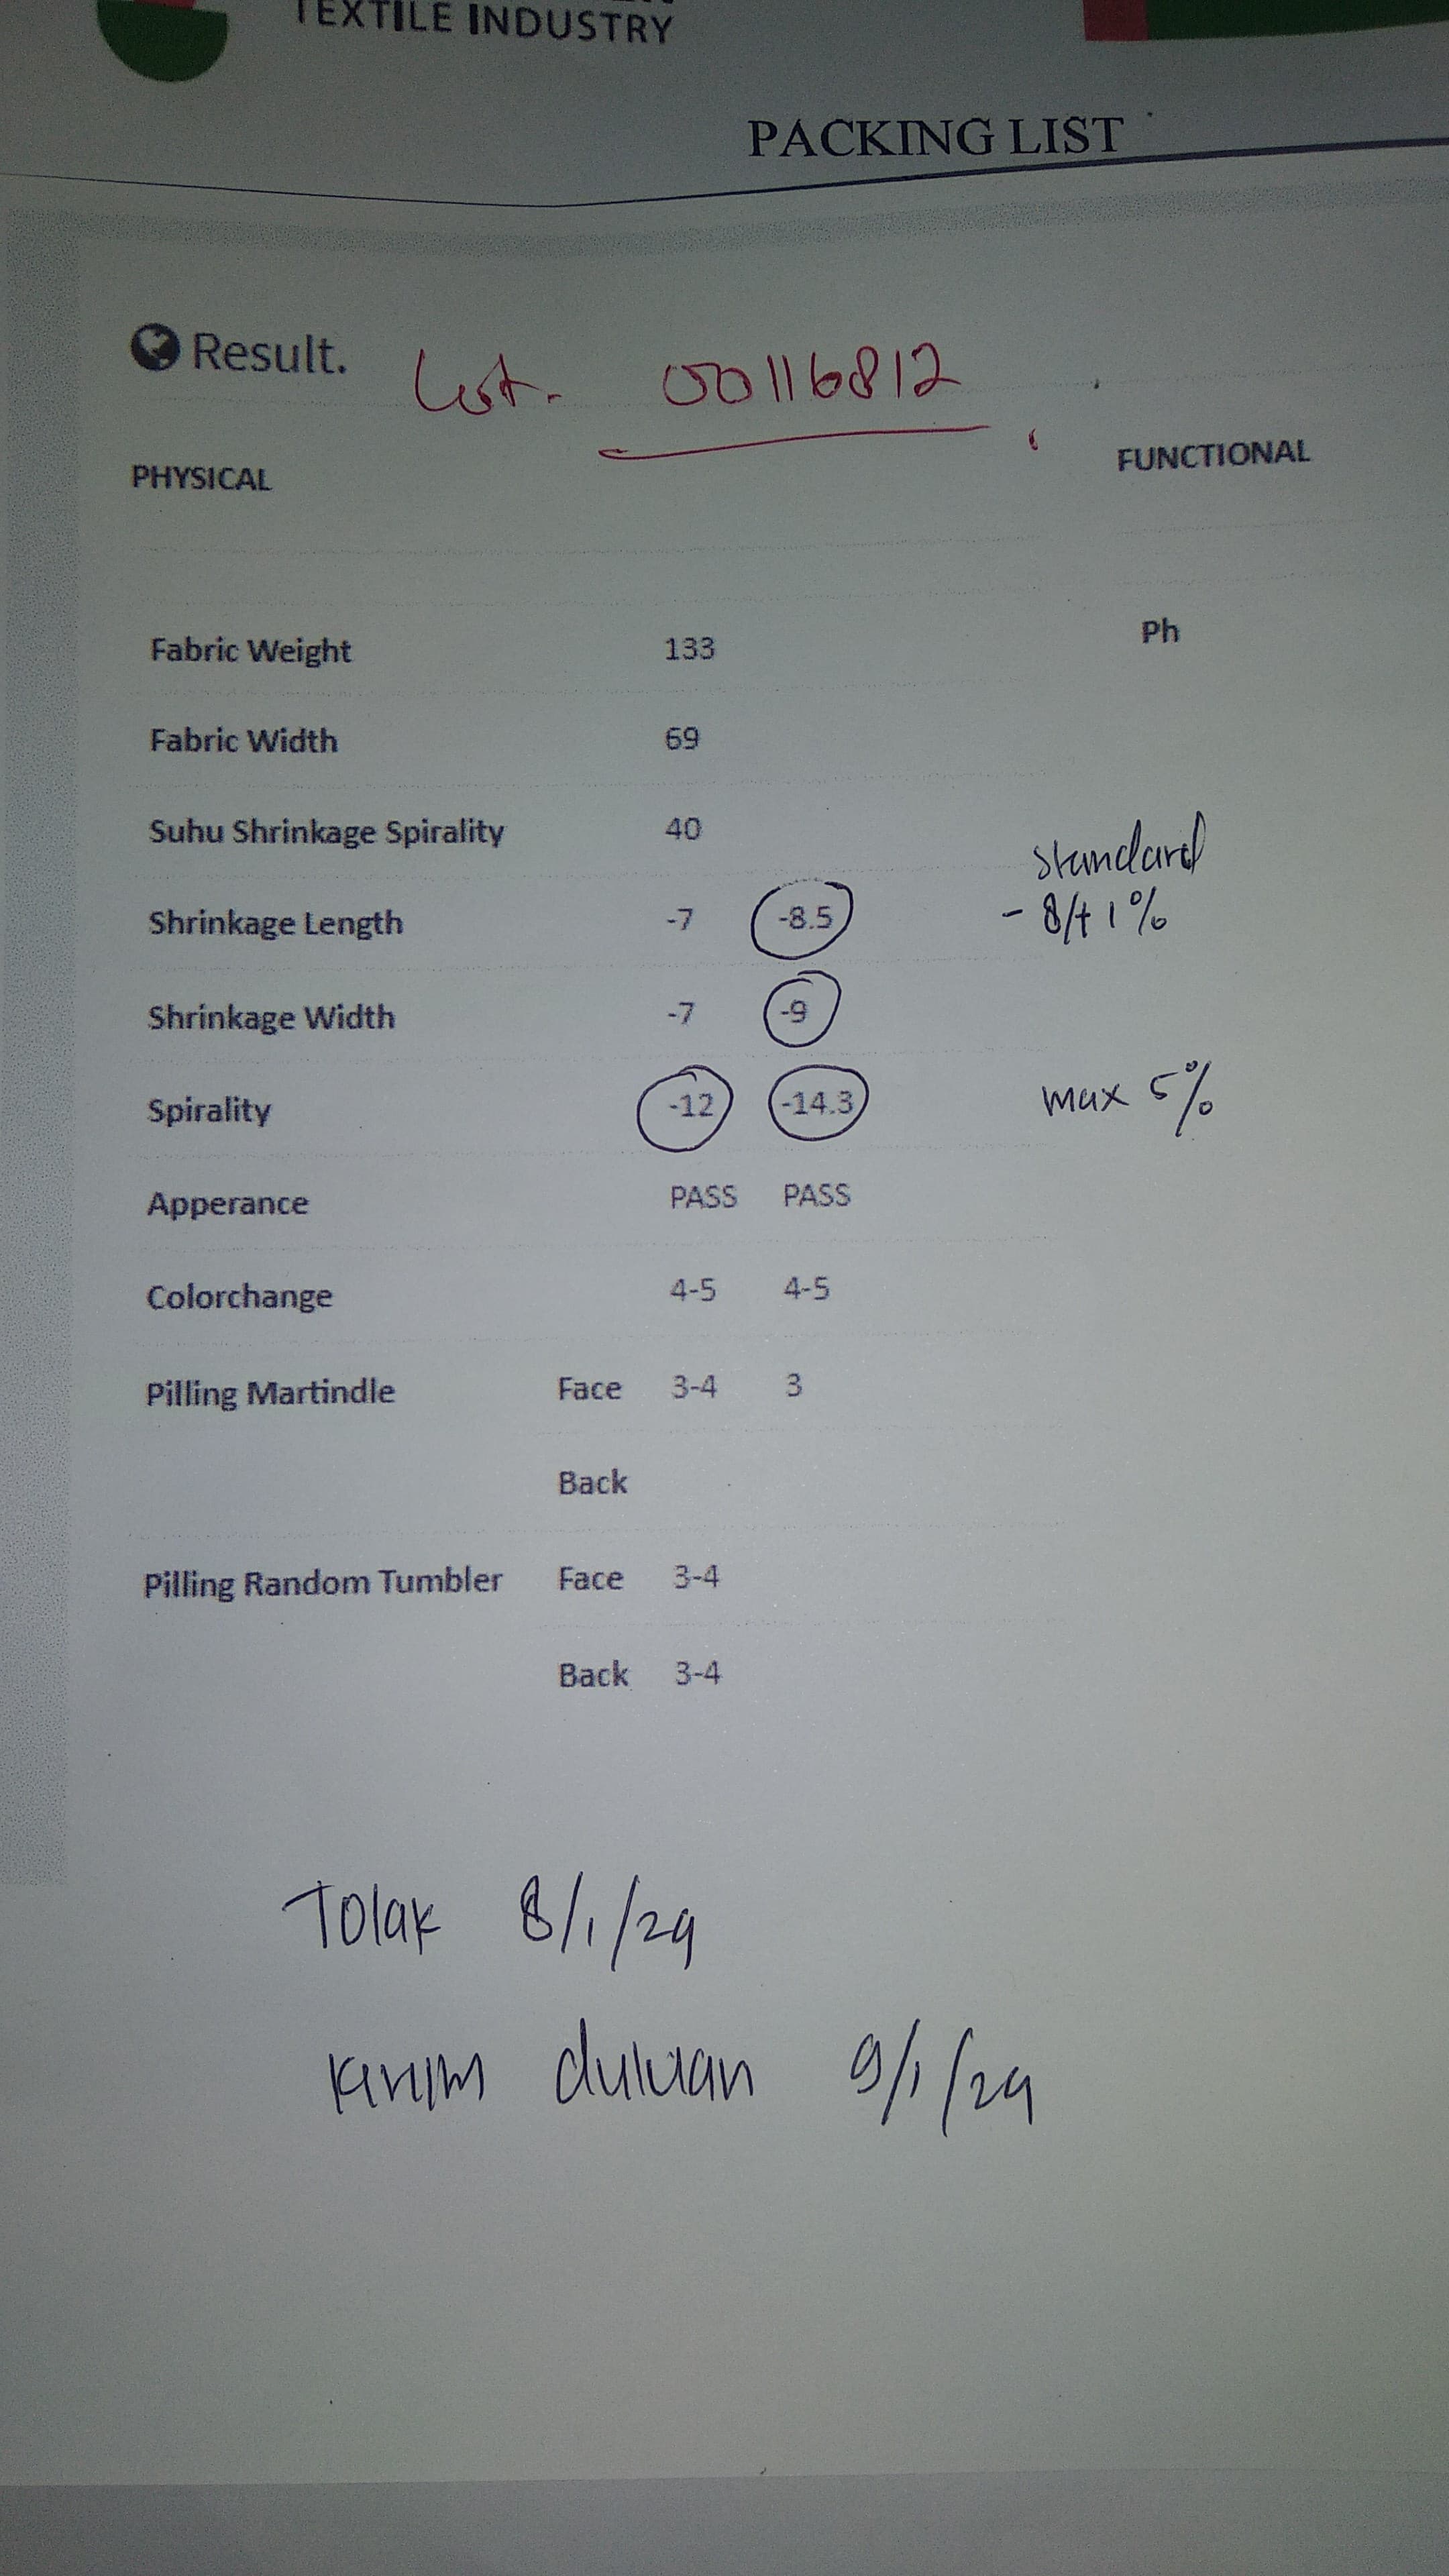 TEXTILE INDUSTRY
PACKING LIST
Result. Lot. 00116812
PHYSICAL FUNCTIONAL
Fabric Weight 133 Ph
Fabric Width 69
Suhu Shrinkage Spirality 40
standard
Shrinkage Length -7 -8.5 - 8/+ 1%
Shrinkage Width -7 -9
Spirality -12 -14.3 max 5%
Apperance PASS PASS
Colorchange 4-5 4-5
Pilling Martindle Face 3-4 3
Back
Pilling Random Tumbler Face 3-4
Back 3-4
Tolak 8/1/24
Kirim duluan 9/1/24